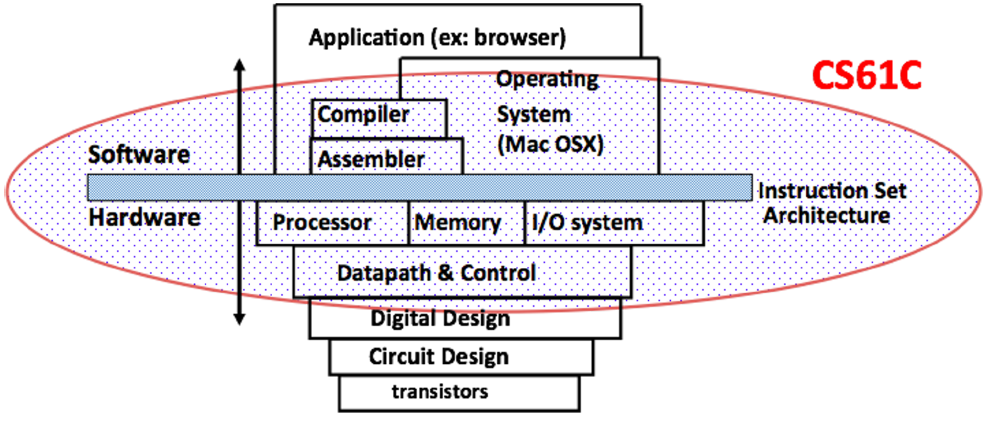 Application (ex: browser)
CS61C
Operating
System
(Mac OSX)
Compiler
Assembler
Software
Instruction Set
Architecture
Hardware
Processor
Memory
I/O system
Datapath & Control
Digital Design
Circuit Design
transistors